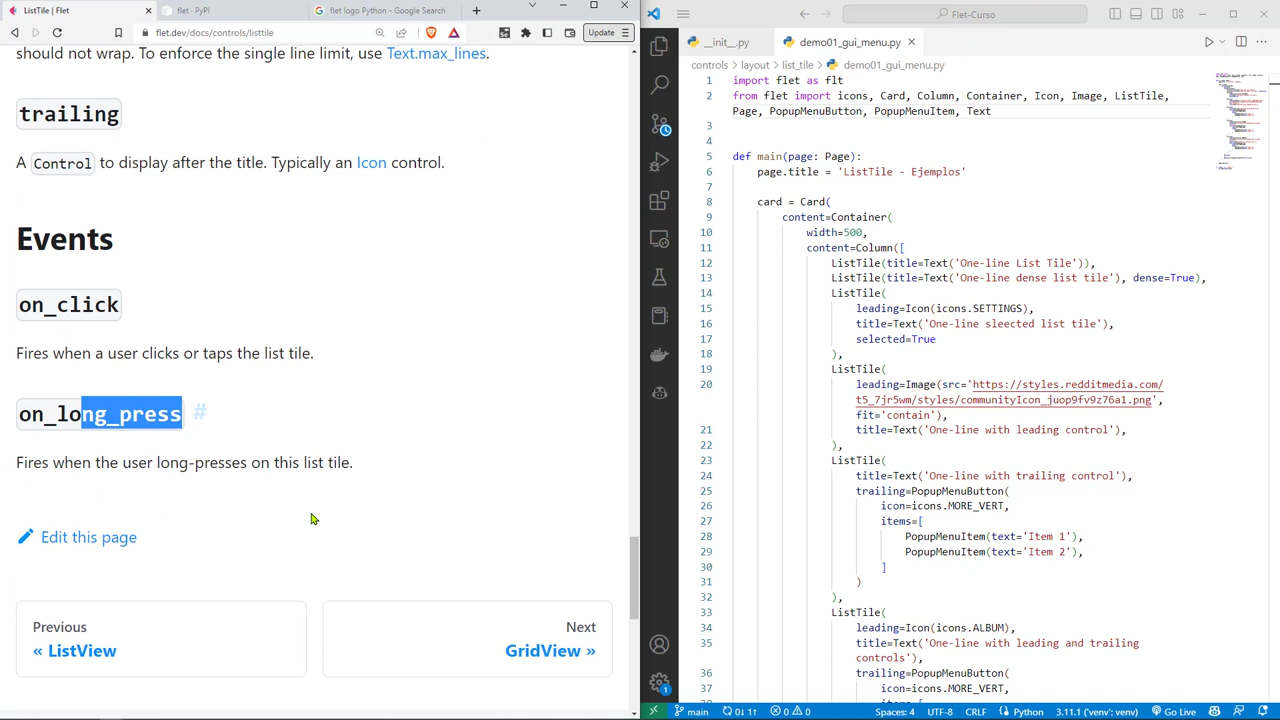 ListTile | Flet
flet · PyPI
flet logo Python - Google Search
flet.dev/docs/controls/listtile
Update
should not wrap. To enforce the single line limit, use Text.max_lines.
trailing
A Control to display after the title. Typically an Icon control.
Events
on_click
Fires when a user clicks or taps the list tile.
on_long_press #
Fires when the user long-presses on this list tile.
Edit this page
Previous
« ListView
Next
GridView »
Flet-Curso
__init__.py
demo01_gui_menu.py
controls > layout > list_tile > demo01_gui_menu.py
1 import flet as flt
2 from flet import icons, Card, Column, Container, Icon, Image, ListTile,
Page, PopupMenuButton, PopupMenuItem, Text
3
4
5 def main(page: Page):
6 page.title = 'ListTile - Ejemplos'
7
8 card = Card(
9 content=Container(
10 width=500,
11 content=Column([
12 ListTile(title=Text('One-line List Tile')),
13 ListTile(title=Text('One-line dense list tile'), dense=True),
14 ListTile(
15 leading=Icon(icons.SETTINGS),
16 title=Text('One-line sleected list tile'),
17 selected=True
18 ),
19 ListTile(
20 leading=Image(src='https://styles.redditmedia.com/
t5_7jr5wm/styles/communityIcon_juop9fv9z76a1.png',
fit='contain'),
21 title=Text('One-line with leading control'),
22 ),
23 ListTile(
24 title=Text('One-line with trailing control'),
25 trailing=PopupMenuButton(
26 icon=icons.MORE_VERT,
27 items=[
28 PopupMenuItem(text='Item 1'),
29 PopupMenuItem(text='Item 2'),
30 ]
31 )
32 ),
33 ListTile(
34 leading=Icon(icons.ALBUM),
35 title=Text('One-line with leading and trailing
controls'),
36 trailing=PopupMenuButton(
37 icon=icons.MORE_VERT,
1
main 0↓ 1↑ 0 0 Spaces: 4 UTF-8 CRLF Python 3.11.1 ('venv': venv) Go Live